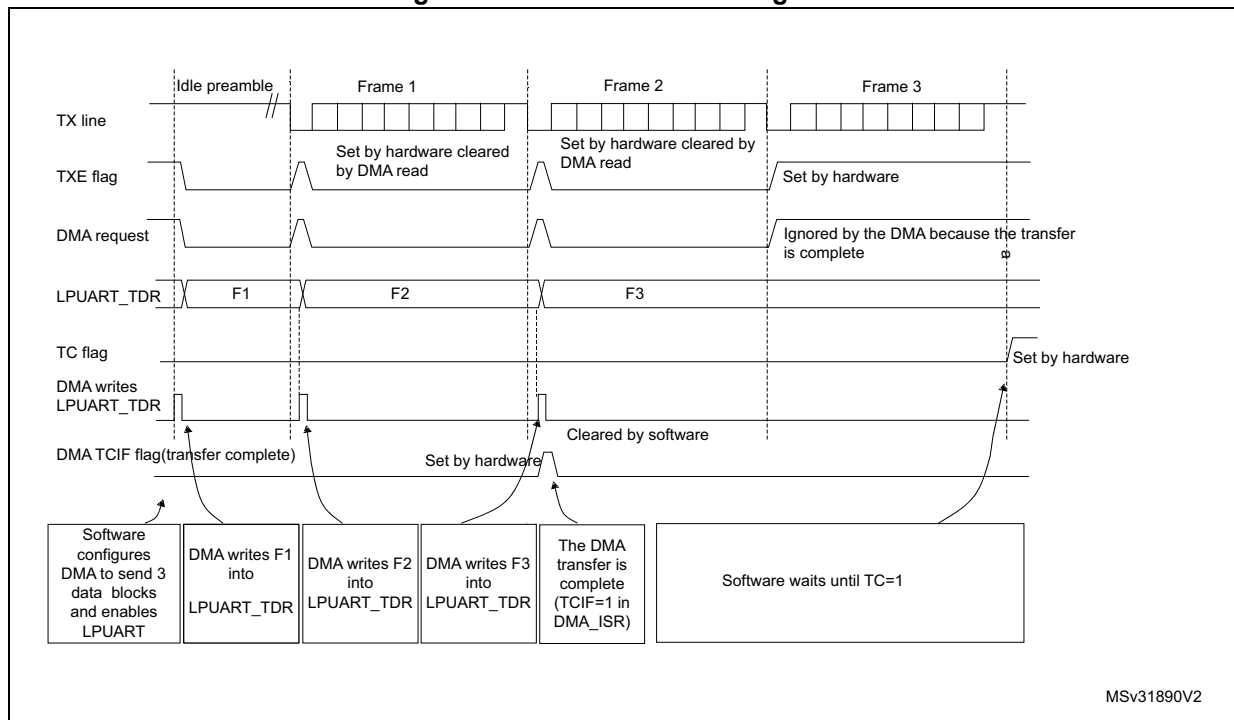 Idle preamble
Frame 1
Frame 2
Frame 3
TX line
Set by hardware cleared
by DMA read
Set by hardware cleared by
DMA read
TXE flag
Set by hardware
DMA request
Ignored by the DMA because the transfer
is complete
LPUART_TDR
F1
F2
F3
TC flag
Set by hardware
DMA writes
LPUART_TDR
Cleared by software
DMA TCIF flag(transfer complete)
Set by hardware
Software
configures
DMA to send 3
data blocks
and enables
LPUART
DMA writes F1
into
LPUART_TDR
DMA writes F2
into
LPUART_TDR
DMA writes F3
into
LPUART_TDR
The DMA
transfer is
complete
(TCIF=1 in
DMA_ISR)
Software waits until TC=1
MSv31890V2